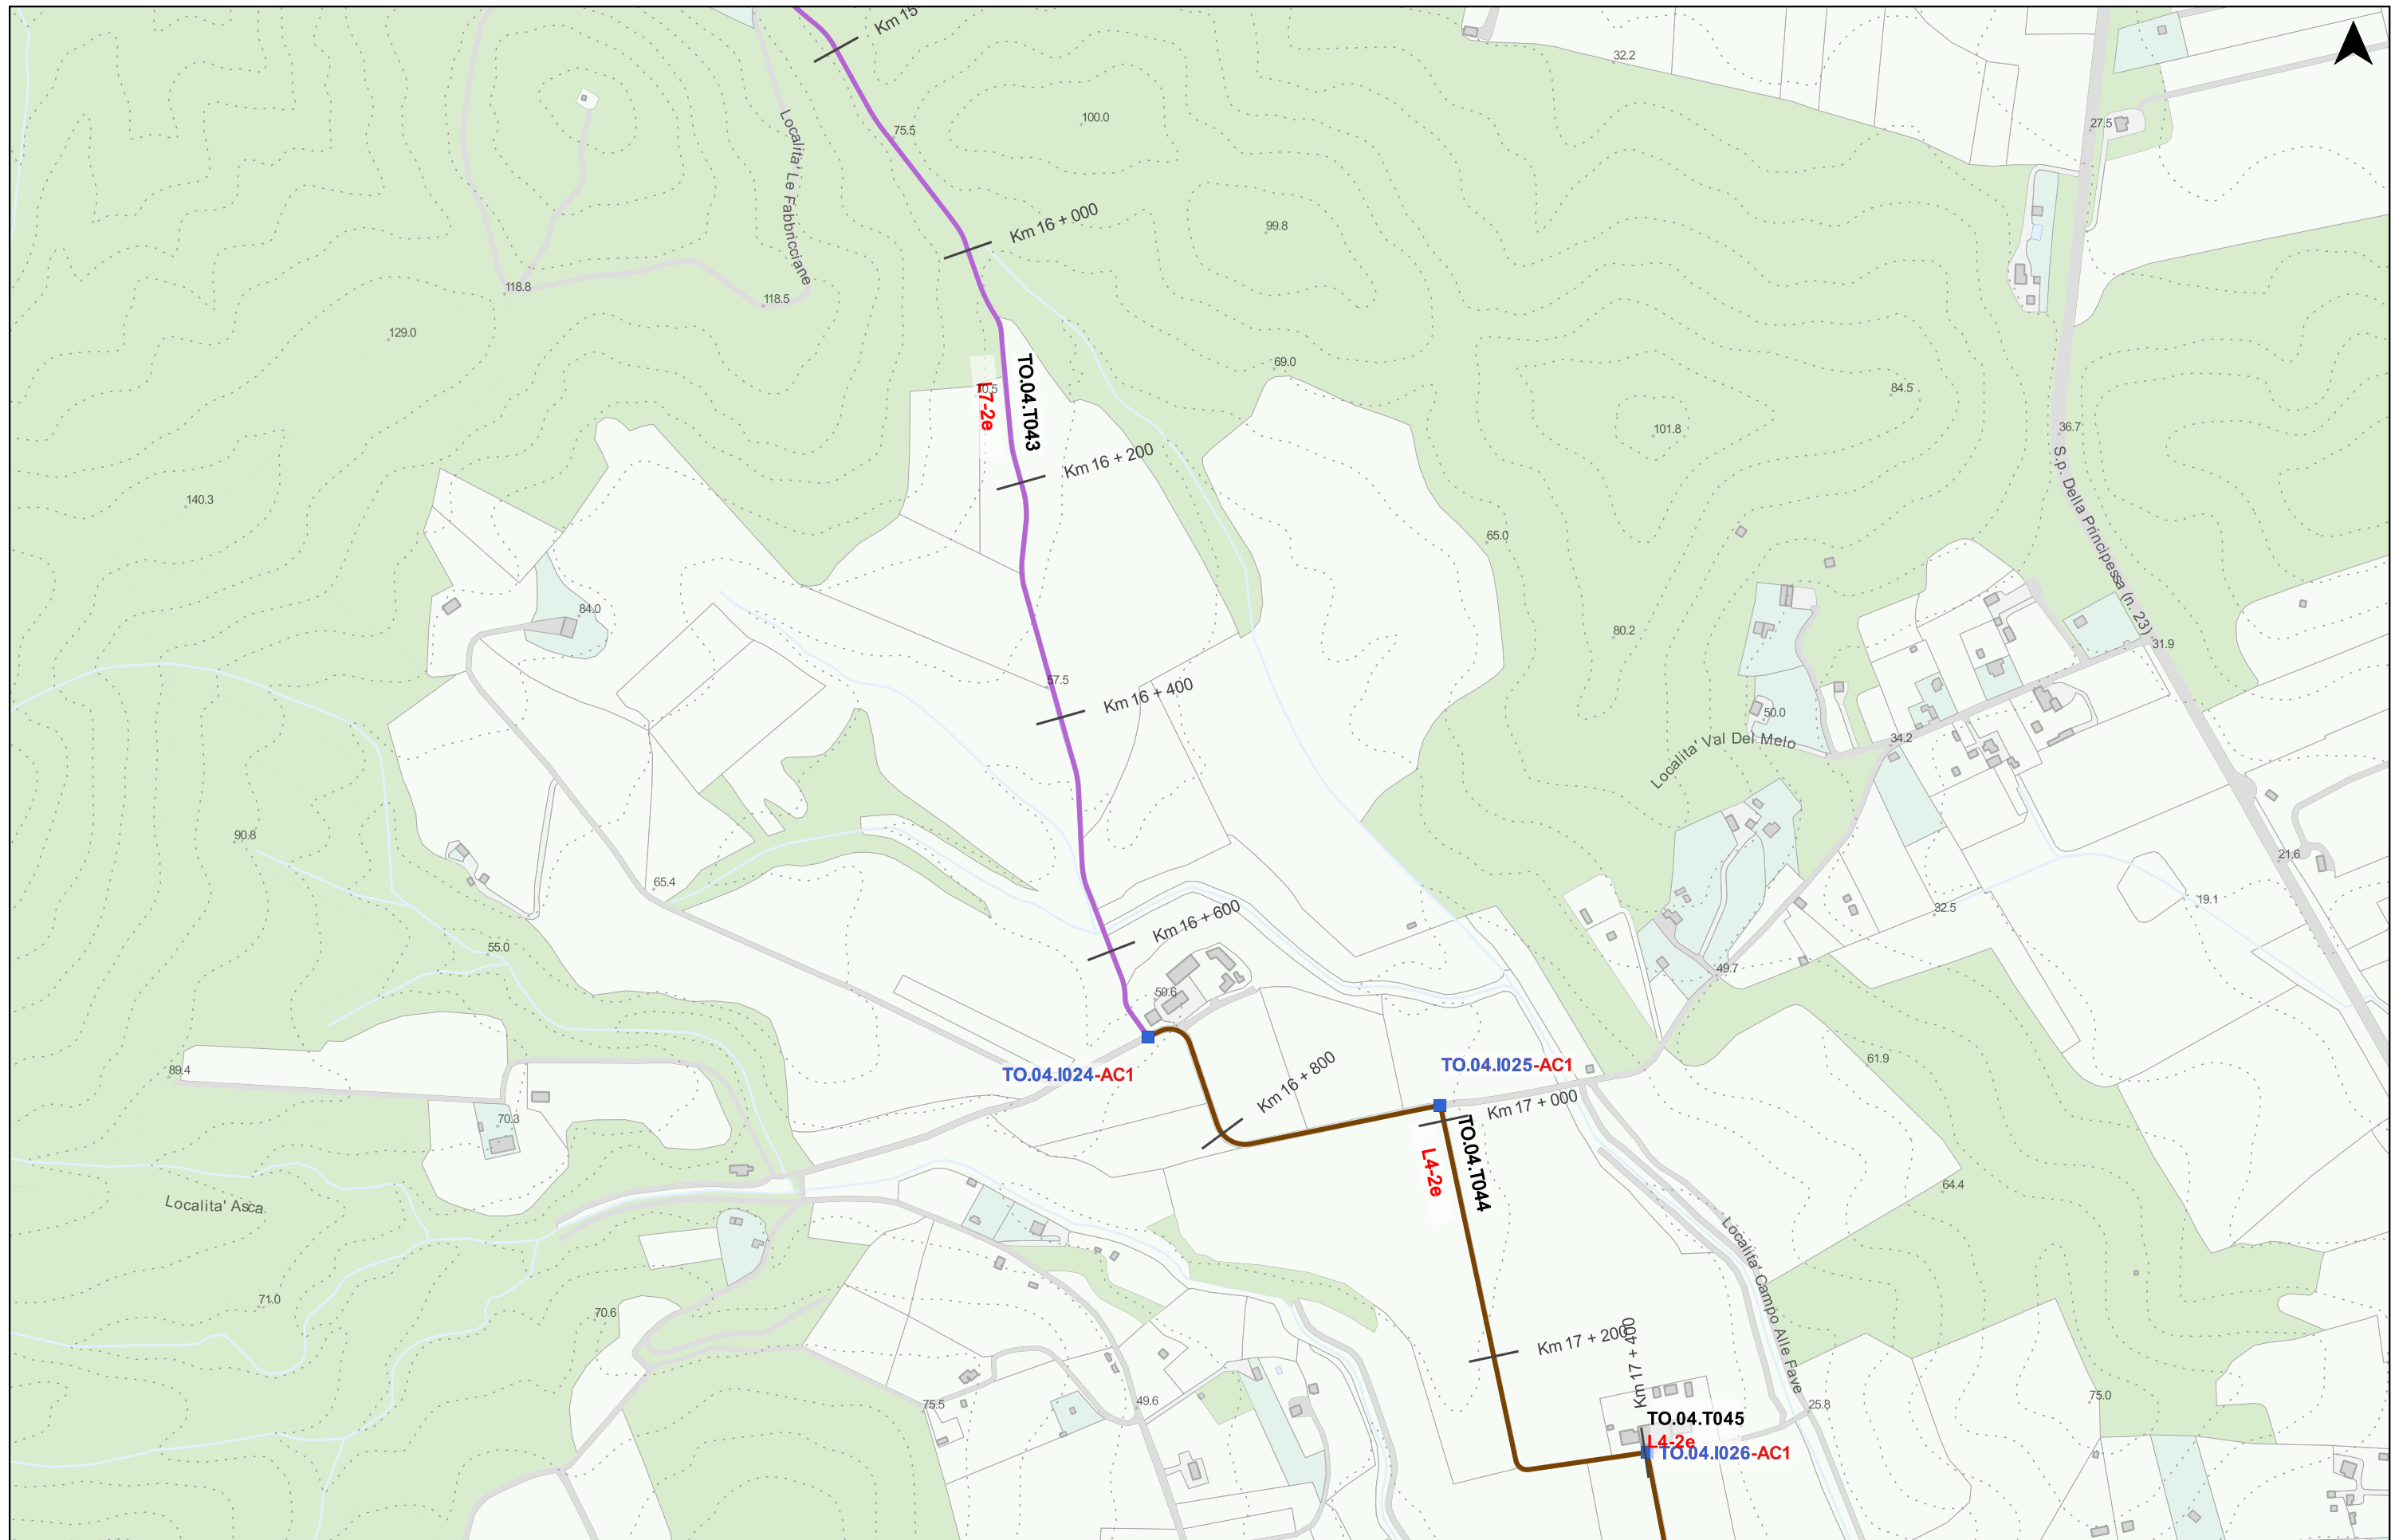 Km 15
32.2
27.5
75.5
100.0
Localita' Le Fabbricciane
Km 16 + 000
99.8
118.8
118.5
129.0
69.0
TO.04.T043
84.5
36.7
101.8
Km 16 + 200
S.p. Della Principessa (n. 23)
140.3
65.0
84.0
80.2
31.9
57.5
Km 16 + 400
50.0
Localita' Val Del Melo
34.2
90.8
21.6
65.4
19.1
32.5
Km 16 + 600
55.0
49.7
50.6
61.9
89.4
TO.04.I024-AC1
Km 16 + 800
TO.04.I025-AC1
Km 17 + 000
70.3
TO.04.T044
L4-2e
64.4
Localita' Asca
Localita' Campo Alle Fave
71.0
70.6
Km 17 + 200
Km 17 + 400
75.5
49.6
75.0
25.8
TO.04.T045
L4-2e
TO.04.I026-AC1